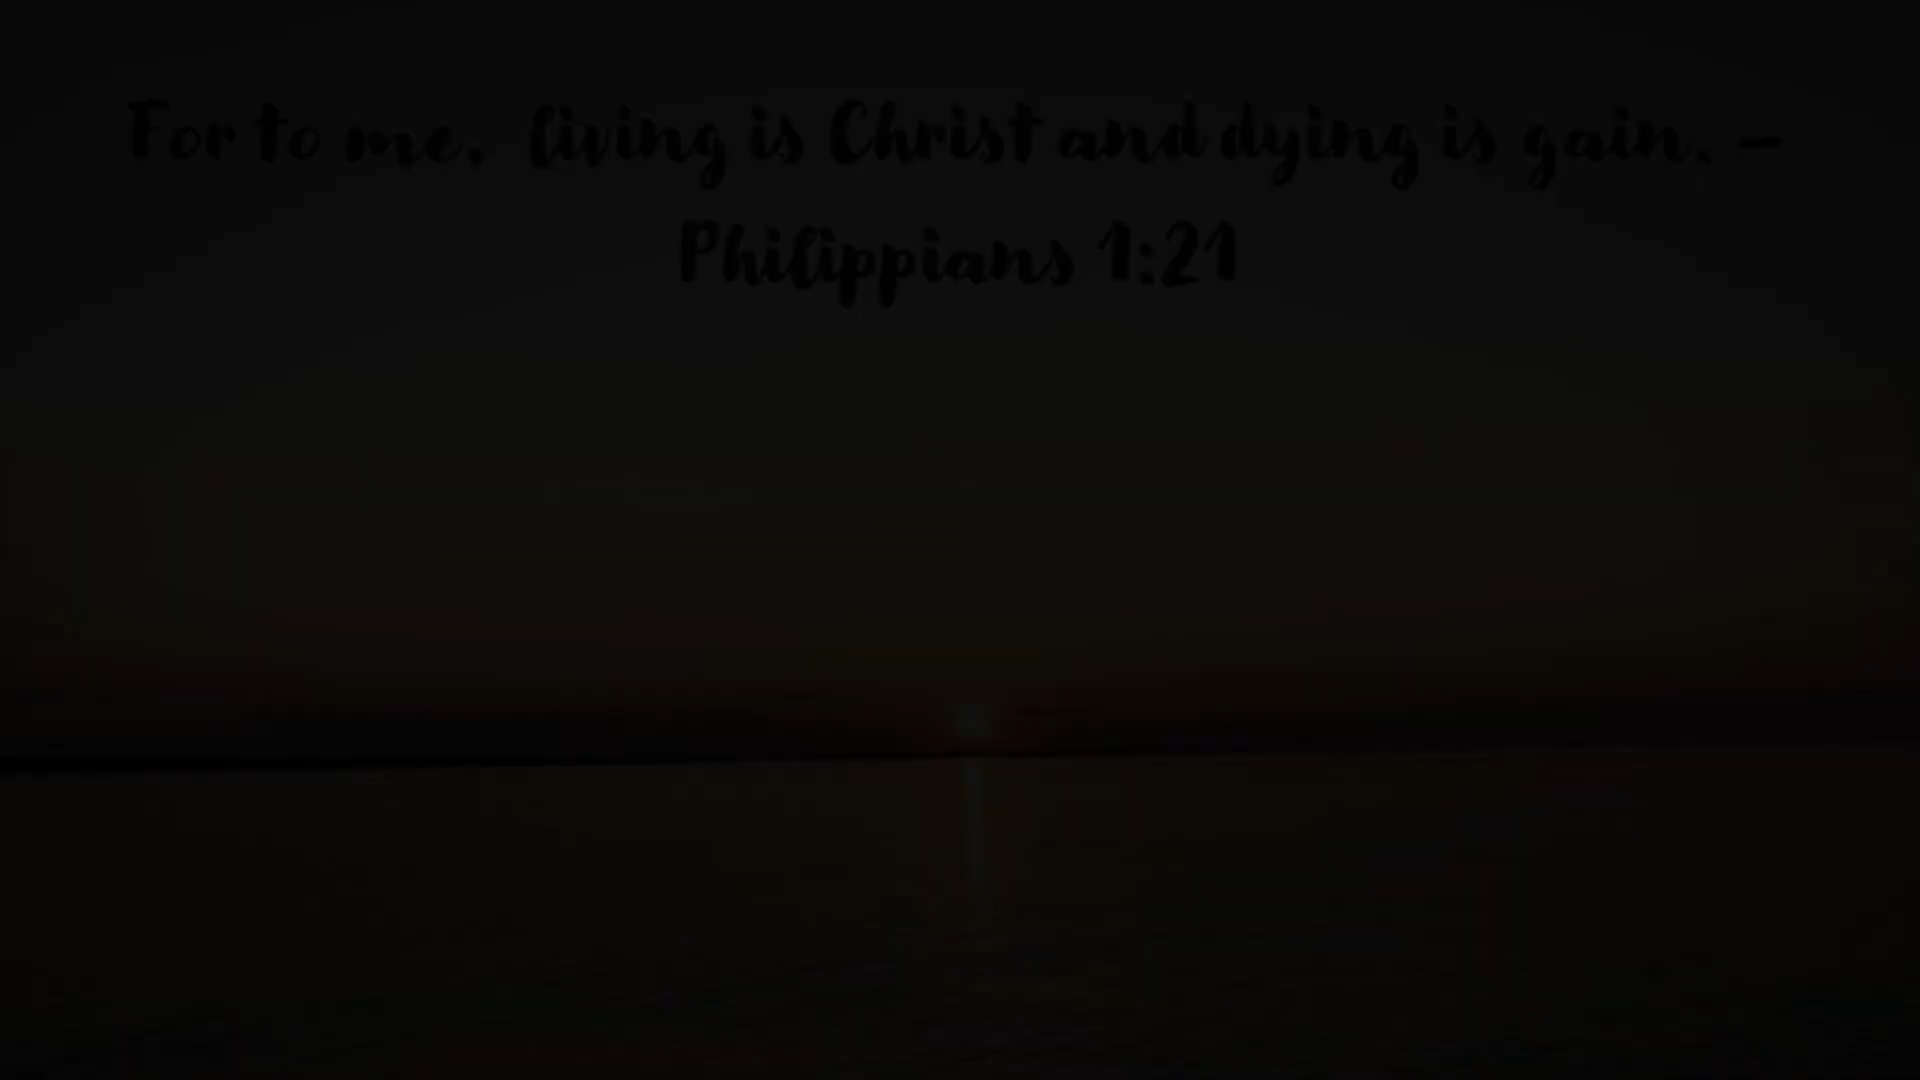 For to me, living is Christ and dying is gain. –
Philippians 1:21